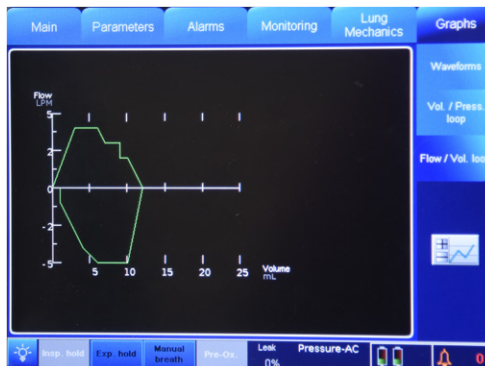 Main Parameters Alarms Monitoring Lung Mechanics Graphs
Waveforms
Vol. / Press. loop
Flow / Vol. loo
Flow
LPM
5
2
0
-2
-5
5 10 15 20 25
Volume
mL
Insp. hold Exp. hold Manual breath Pre-Ox. Leak 0% Pressure-AC 0